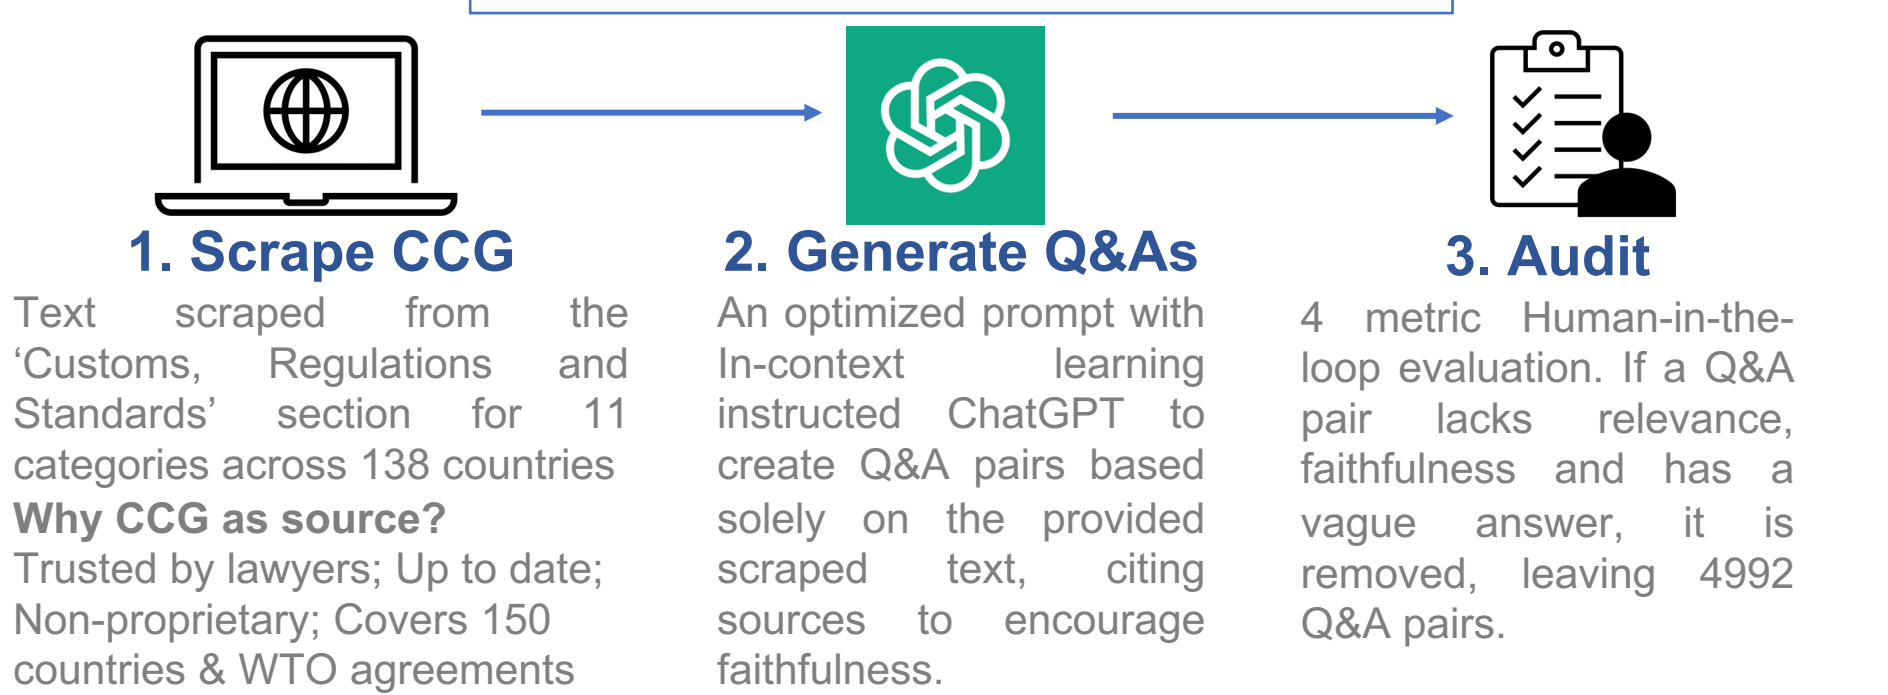 1. Scrape CCG
Text scraped from the
‘Customs, Regulations and
Standards’ section for 11
categories across 138 countries
Why CCG as source?
Trusted by lawyers; Up to date;
Non-proprietary; Covers 150
countries & WTO agreements
2. Generate Q&As
An optimized prompt with
In-context learning
instructed ChatGPT to
create Q&A pairs based
solely on the provided
scraped text, citing
sources to encourage
faithfulness.
3. Audit
4 metric Human-in-the-
loop evaluation. If a Q&A
pair lacks relevance,
faithfulness and has a
vague answer, it is
removed, leaving 4992
Q&A pairs.